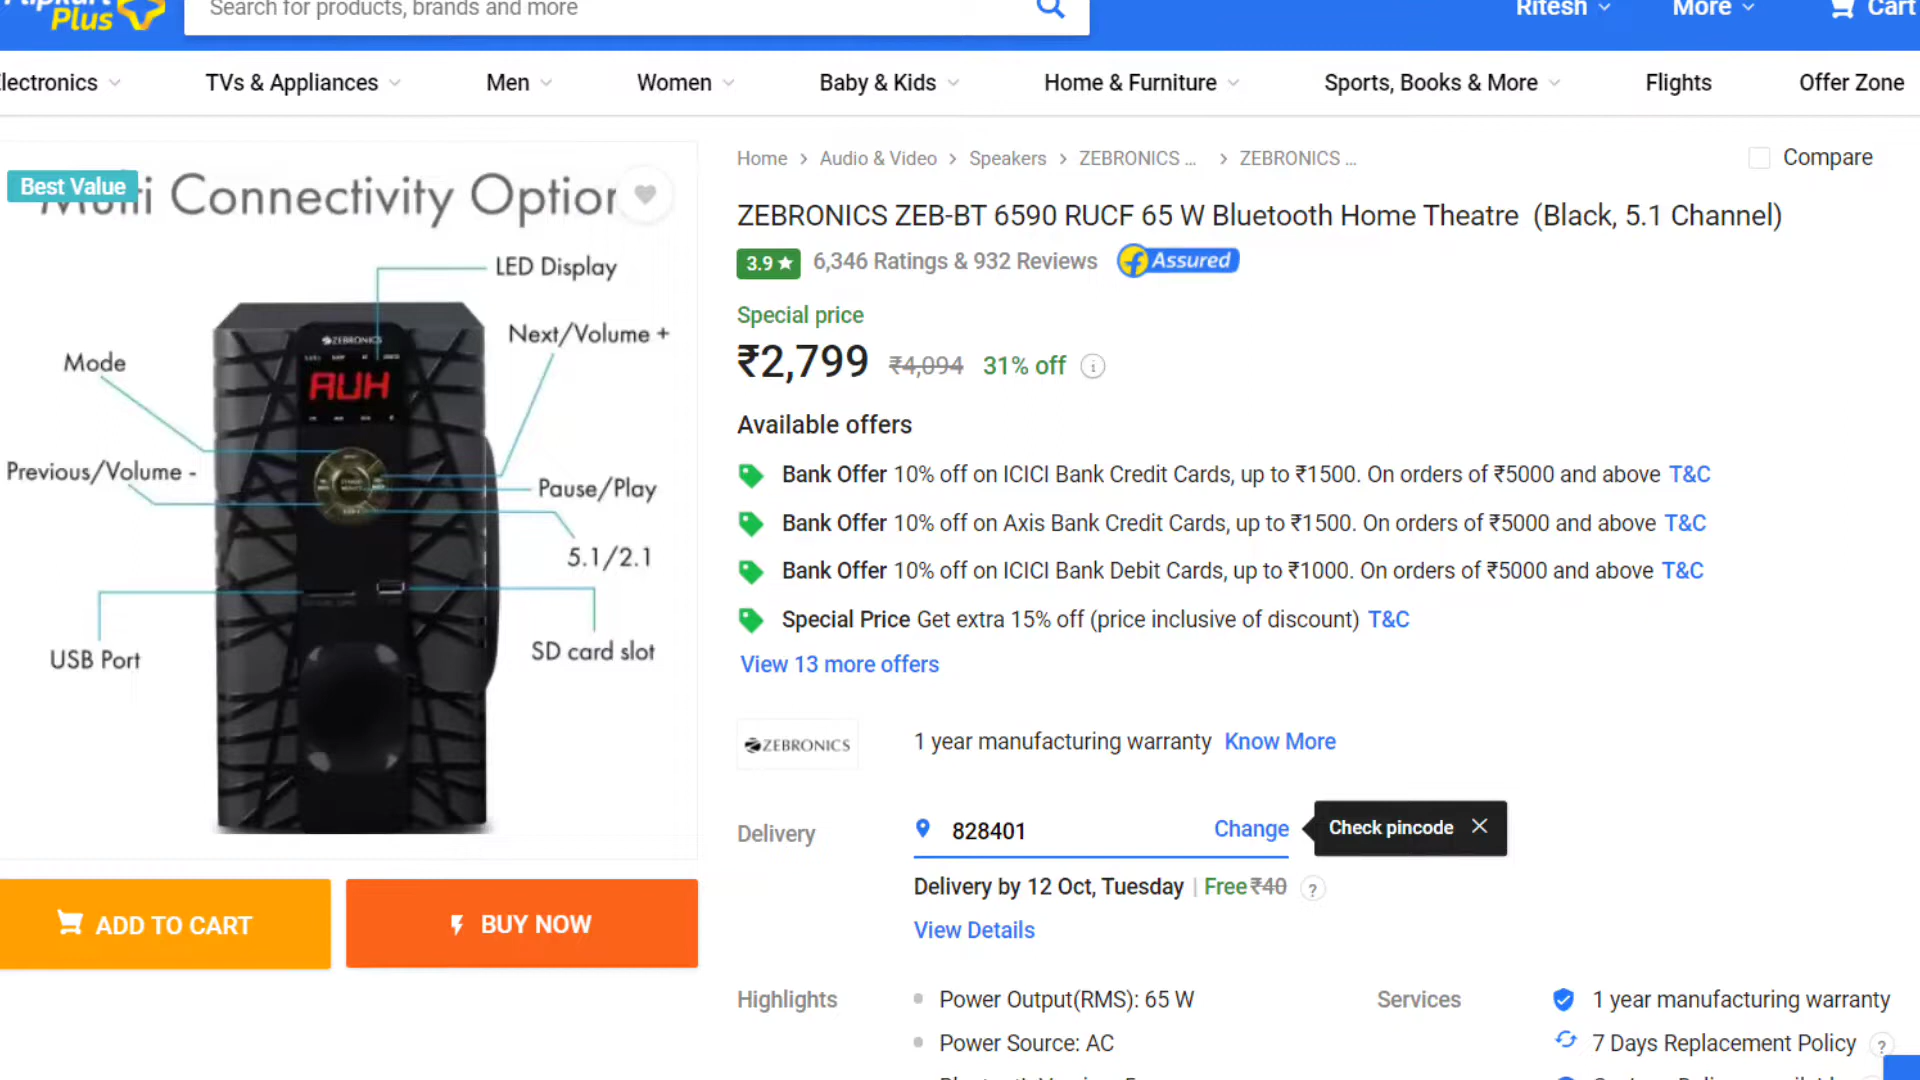 Plus
Search for products, brands and more
Ritesh
More
Cart
lectronics
TVs & Appliances
Men
Women
Baby & Kids
Home & Furniture
Sports, Books & More
Flights
Offer Zone
Home > Audio & Video > Speakers > ZEBRONICS ... > ZEBRONICS ...
Compare
Best Value
Multi Connectivity Option
LED Display
Next/Volume +
Mode
Previous/Volume -
Pause/Play
5.1/2.1
USB Port
SD card slot
ZEBRONICS
AUH
ADD TO CART
BUY NOW
ZEBRONICS ZEB-BT 6590 RUCF 65 W Bluetooth Home Theatre (Black, 5.1 Channel)
3.9 ★ 6,346 Ratings & 932 Reviews Assured
Special price
₹2,799 ₹4,094 31% off
Available offers
Bank Offer 10% off on ICICI Bank Credit Cards, up to ₹1500. On orders of ₹5000 and above T&C
Bank Offer 10% off on Axis Bank Credit Cards, up to ₹1500. On orders of ₹5000 and above T&C
Bank Offer 10% off on ICICI Bank Debit Cards, up to ₹1000. On orders of ₹5000 and above T&C
Special Price Get extra 15% off (price inclusive of discount) T&C
View 13 more offers
ZEBRONICS
1 year manufacturing warranty Know More
Delivery
828401
Change
Check pincode
Delivery by 12 Oct, Tuesday | Free ₹40 ?
View Details
Highlights
Power Output(RMS): 65 W
Power Source: AC
Services
1 year manufacturing warranty
7 Days Replacement Policy ?